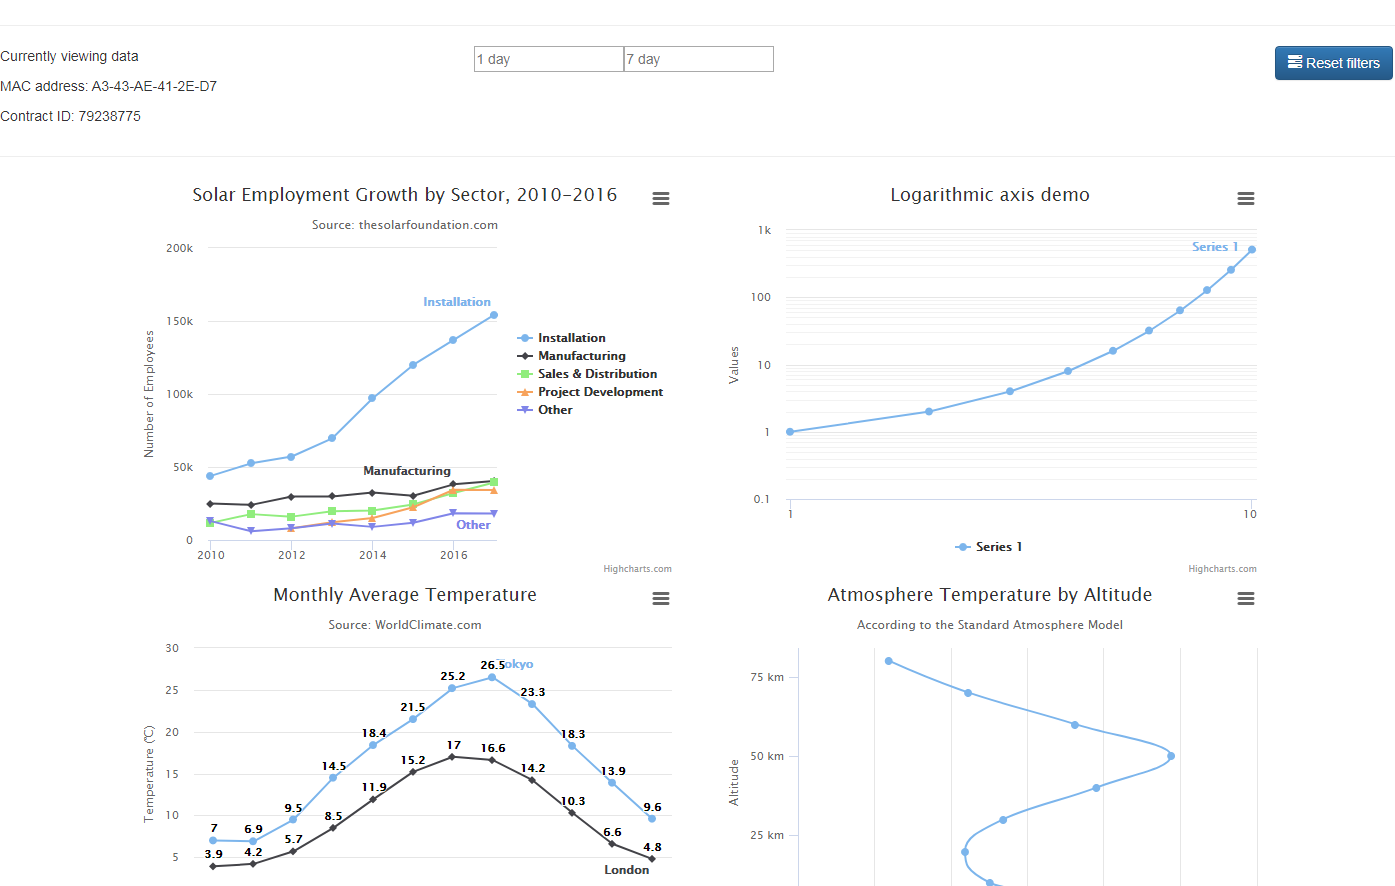 Currently viewing data
MAC address: A3-43-AE-41-2E-D7
Contract ID: 79238775
1 day
7 day
Reset filters
Solar Employment Growth by Sector, 2010-2016
Source: thesolarfoundation.com
Number of Employees
200k
150k
100k
50k
0
2010
2012
2014
2016
Installation
Manufacturing
Other
Installation
Manufacturing
Sales & Distribution
Project Development
Other
Highcharts.com
Logarithmic axis demo
Values
1k
100
10
1
0.1
1
10
Series 1
Series 1
Highcharts.com
Monthly Average Temperature
Source: WorldClimate.com
Temperature (°C)
30
25
20
15
10
5
Tokyo
7
6.9
9.5
14.5
18.4
21.5
25.2
26.5
23.3
18.3
13.9
9.6
3.9
4.2
5.7
8.5
11.9
15.2
17
16.6
14.2
10.3
6.6
4.8
London
Atmosphere Temperature by Altitude
According to the Standard Atmosphere Model
Altitude
75 km
50 km
25 km